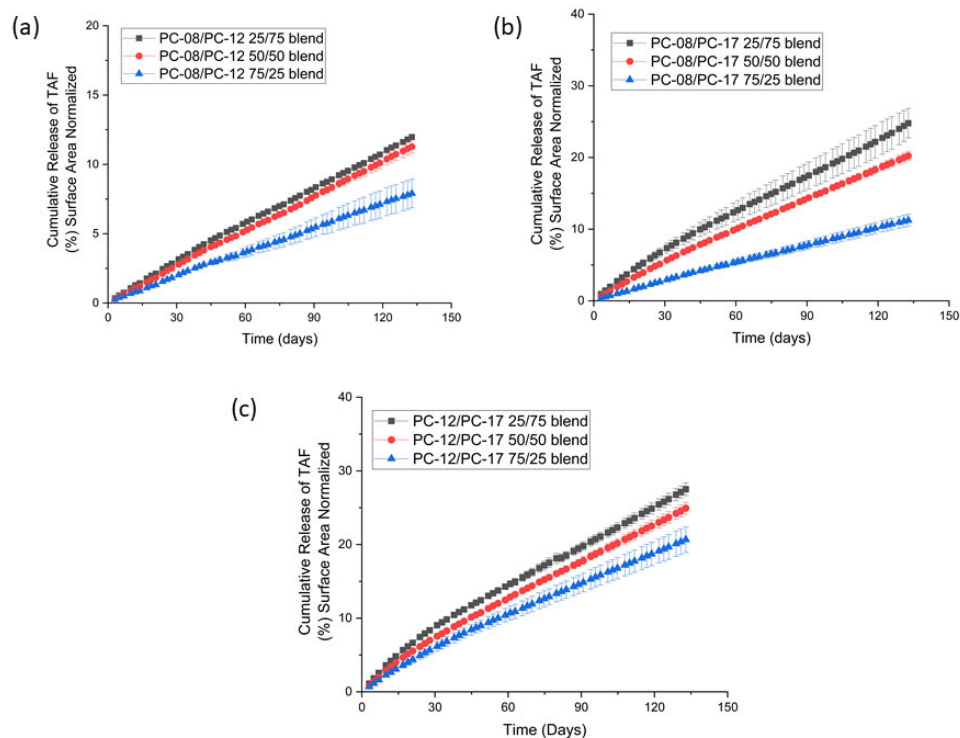 (a)
PC-08/PC-12 25/75 blend
PC-08/PC-12 50/50 blend
PC-08/PC-12 75/25 blend
Cumulative Release of TAF
(%) Surface Area Normalized
20
15
10
5
0
0 30 60 90 120 150
Time (days)
(b)
PC-08/PC-17 25/75 blend
PC-08/PC-17 50/50 blend
PC-08/PC-17 75/25 blend
Cumulative Release of TAF
(%) Surface Area Normalized
40
30
20
10
0
0 30 60 90 120 150
Time (days)
(c)
PC-12/PC-17 25/75 blend
PC-12/PC-17 50/50 blend
PC-12/PC-17 75/25 blend
Cumulative Release of TAF
(%) Surface Area Normalized
40
30
20
10
0
0 30 60 90 120 150
Time (Days)